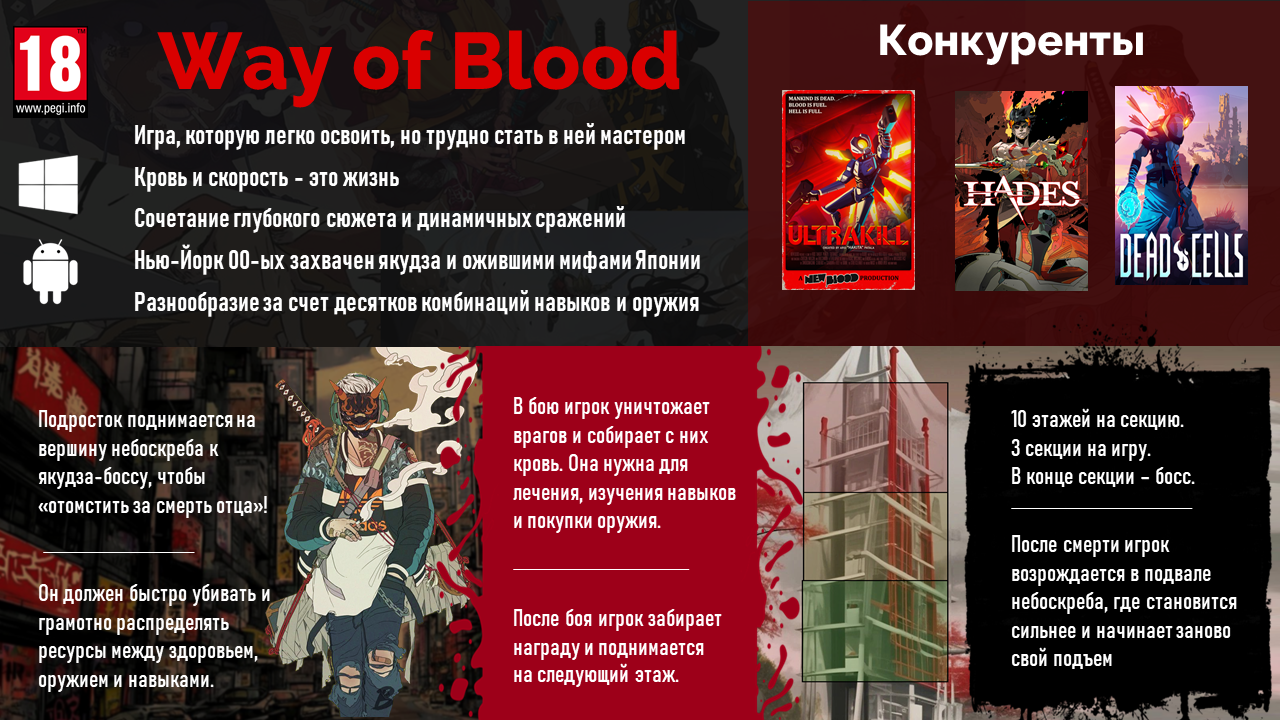 18
www.pegi.info
Way of Blood
Игра, которую легко освоить, но трудно стать в ней мастером
Кровь и скорость - это жизнь
Сочетание глубокого сюжета и динамичных сражений
Нью-Йорк 00-ых захвачен якудза и ожившими мифами Японии
Разнообразие за счет десятков комбинаций навыков и оружия
Конкуренты
MANKIND IS DEAD.
BLOOD IS FUEL.
HELL IS FULL.
ULTRAKILL
A NEW BLOOD PRODUCTION
HADES
DEAD CELLS
Подросток поднимается на
вершину небоскреба к
якудза-боссу, чтобы
«отомстить за смерть отца»!
Он должен быстро убивать и
грамотно распределять
ресурсы между здоровьем,
оружием и навыками.
В бою игрок уничтожает
врагов и собирает с них
кровь. Она нужна для
лечения, изучения навыков
и покупки оружия.
После боя игрок забирает
награду и поднимается
на следующий этаж.
10 этажей на секцию.
3 секции на игру.
В конце секции – босс.
После смерти игрок
возрождается в подвале
небоскреба, где становится
сильнее и начинает заново
свой подъем